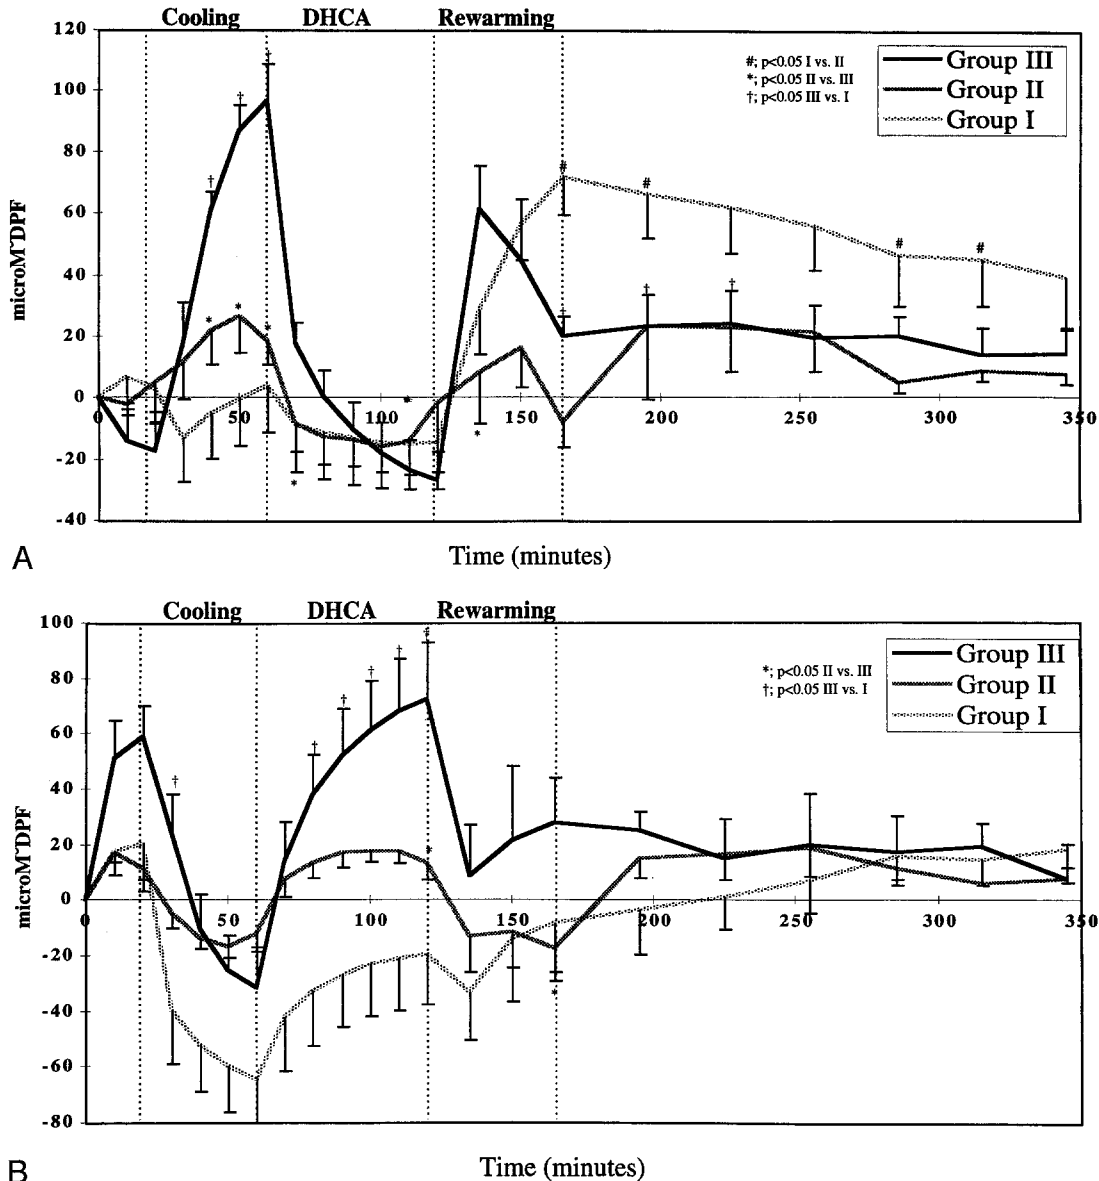 Cooling DHCA Rewarming
120
100
80
60
40
20
0
-20
-40
microM*DPF
#; p<0.05 I vs. II
*; p<0.05 II vs. III
†; p<0.05 III vs. I
Group III
Group II
Group I
† † †
# # # #
* * * * * *
† † †
0 50 100 150 200 250 300 350
A
Time (minutes)
Cooling DHCA Rewarming
100
80
60
40
20
0
-20
-40
-60
-80
microM*DPF
*; p<0.05 II vs. III
†; p<0.05 III vs. I
Group III
Group II
Group I
† † † † † †
* *
0 50 100 150 200 250 300 350
B
Time (minutes)